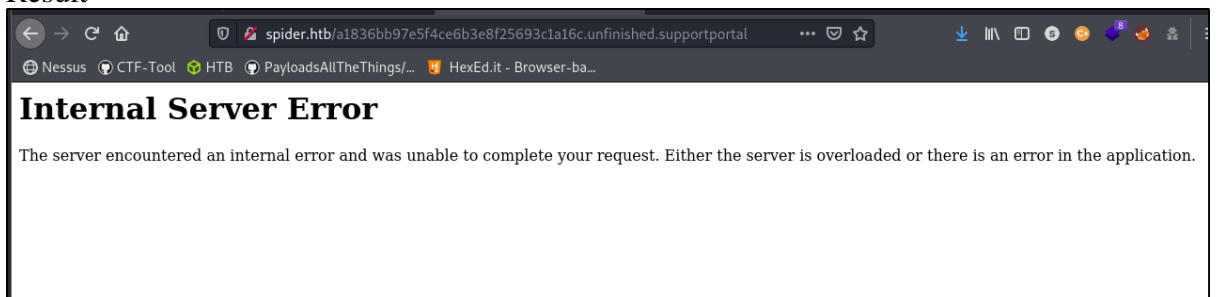 Result
spider.htb/a1836bb97e5f4ce6b3e8f25693c1a16c.unfinished.supportportal
8
Nessus CTF-Tool HTB PayloadsAllTheThings/... HexEd.it - Browser-ba...
Internal Server Error
The server encountered an internal error and was unable to complete your request. Either the server is overloaded or there is an error in the application.